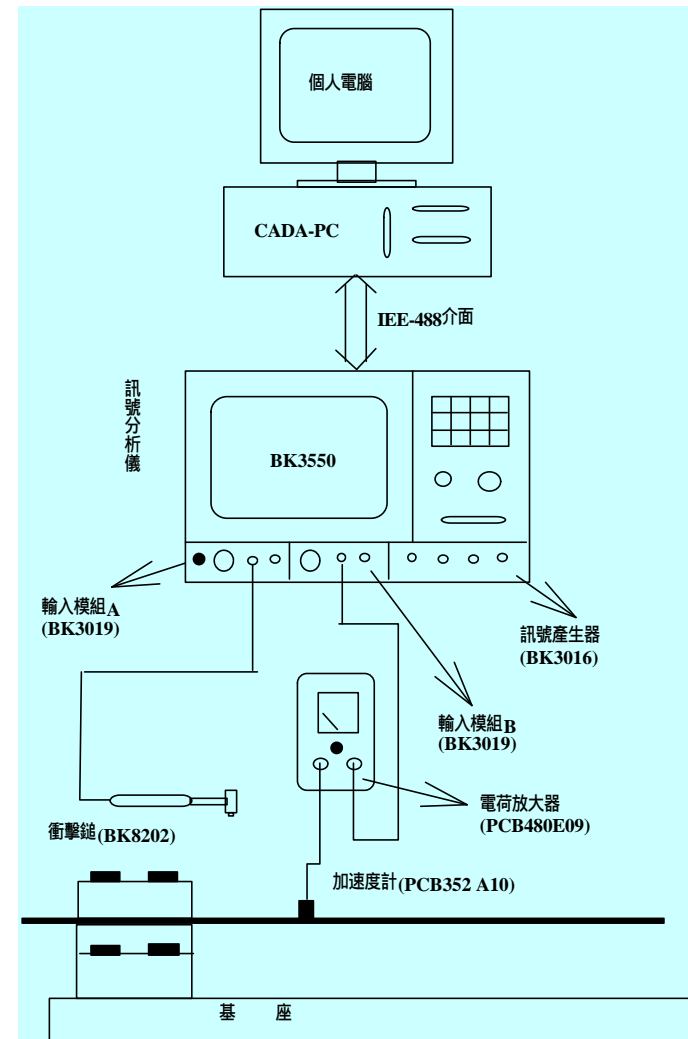 個人電腦
CADA-PC
IEE-488介面
訊號分析儀
BK3550
輸入模組A
(BK3019)
訊號產生器
(BK3016)
輸入模組B
(BK3019)
電荷放大器
(PCB480E09)
衝擊鎚(BK8202)
加速度計(PCB352 A10)
基 座